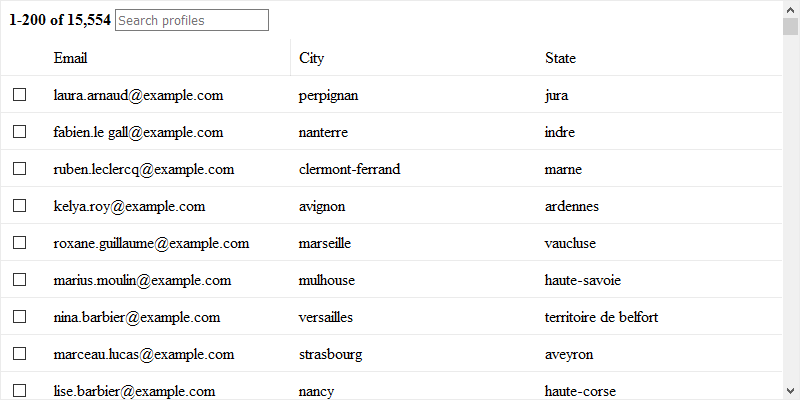 1-200 of 15,554 Search profiles
Email City State
laura.arnaud@example.com perpignan jura
fabien.le gall@example.com nanterre indre
ruben.leclercq@example.com clermont-ferrand marne
kelya.roy@example.com avignon ardennes
roxane.guillaume@example.com marseille vaucluse
marius.moulin@example.com mulhouse haute-savoie
nina.barbier@example.com versailles territoire de belfort
marceau.lucas@example.com strasbourg aveyron
lise.barbier@example.com nancy haute-corse